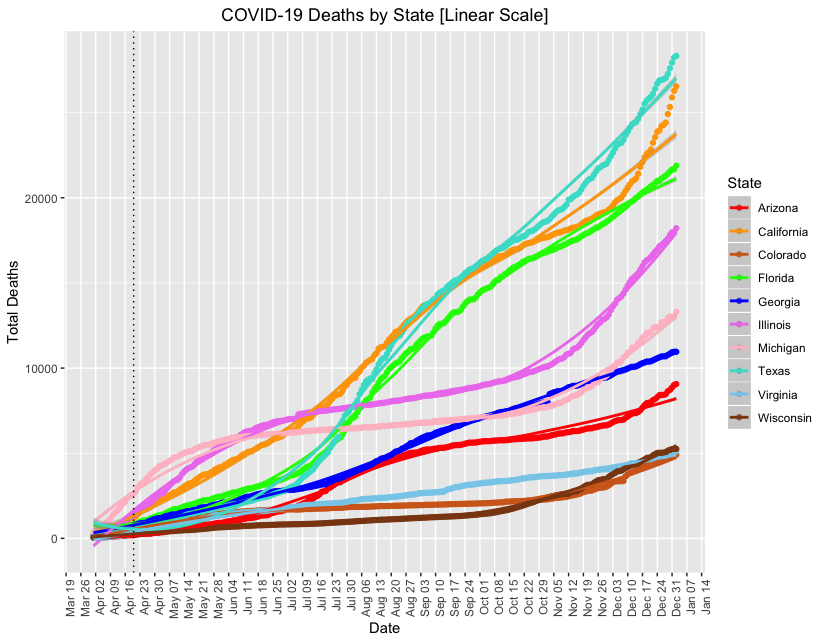 COVID-19 Deaths by State [Linear Scale]
Total Deaths
20000
10000
0
Mar 19
Mar 26
Apr 02
Apr 09
Apr 16
Apr 23
Apr 30
May 07
May 14
May 21
May 28
Jun 04
Jun 11
Jun 18
Jun 25
Jul 02
Jul 09
Jul 16
Jul 23
Jul 30
Aug 06
Aug 13
Aug 20
Aug 27
Sep 03
Sep 10
Sep 17
Sep 24
Oct 01
Oct 08
Oct 15
Oct 22
Oct 29
Nov 05
Nov 12
Nov 19
Nov 26
Dec 03
Dec 10
Dec 17
Dec 24
Dec 31
Jan 07
Jan 14
Date
State
Arizona
California
Colorado
Florida
Georgia
Illinois
Michigan
Texas
Virginia
Wisconsin